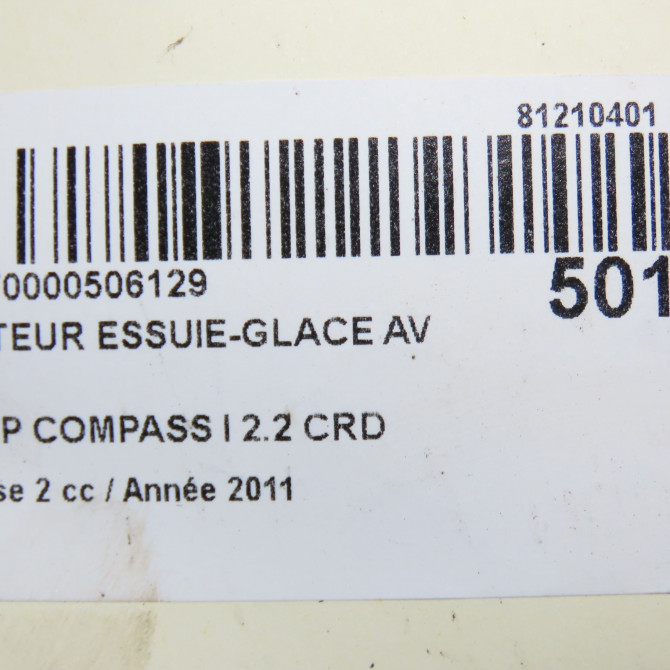 81210401
0000506129
501
TEUR ESSUIE-GLACE AV
P COMPASS I 2.2 CRD
se 2 cc / Année 2011